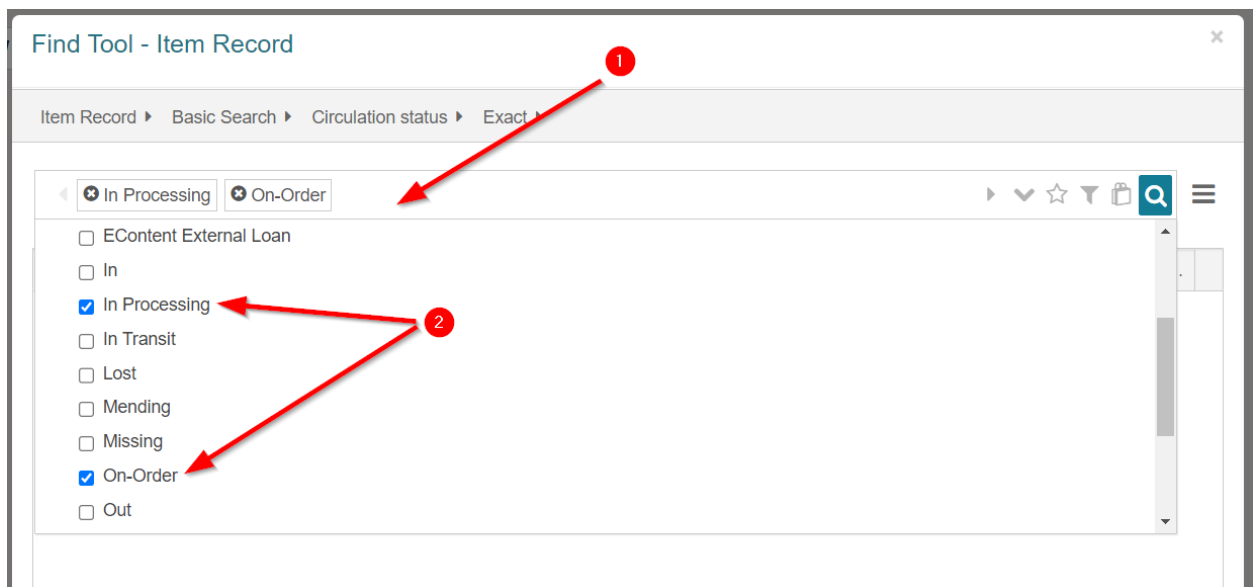 Find Tool - Item Record
×
1
Item Record Basic Search Circulation status Exact
In Processing On-Order
EContent External Loan
In
In Processing
In Transit
2
Lost
Mending
Missing
On-Order
Out